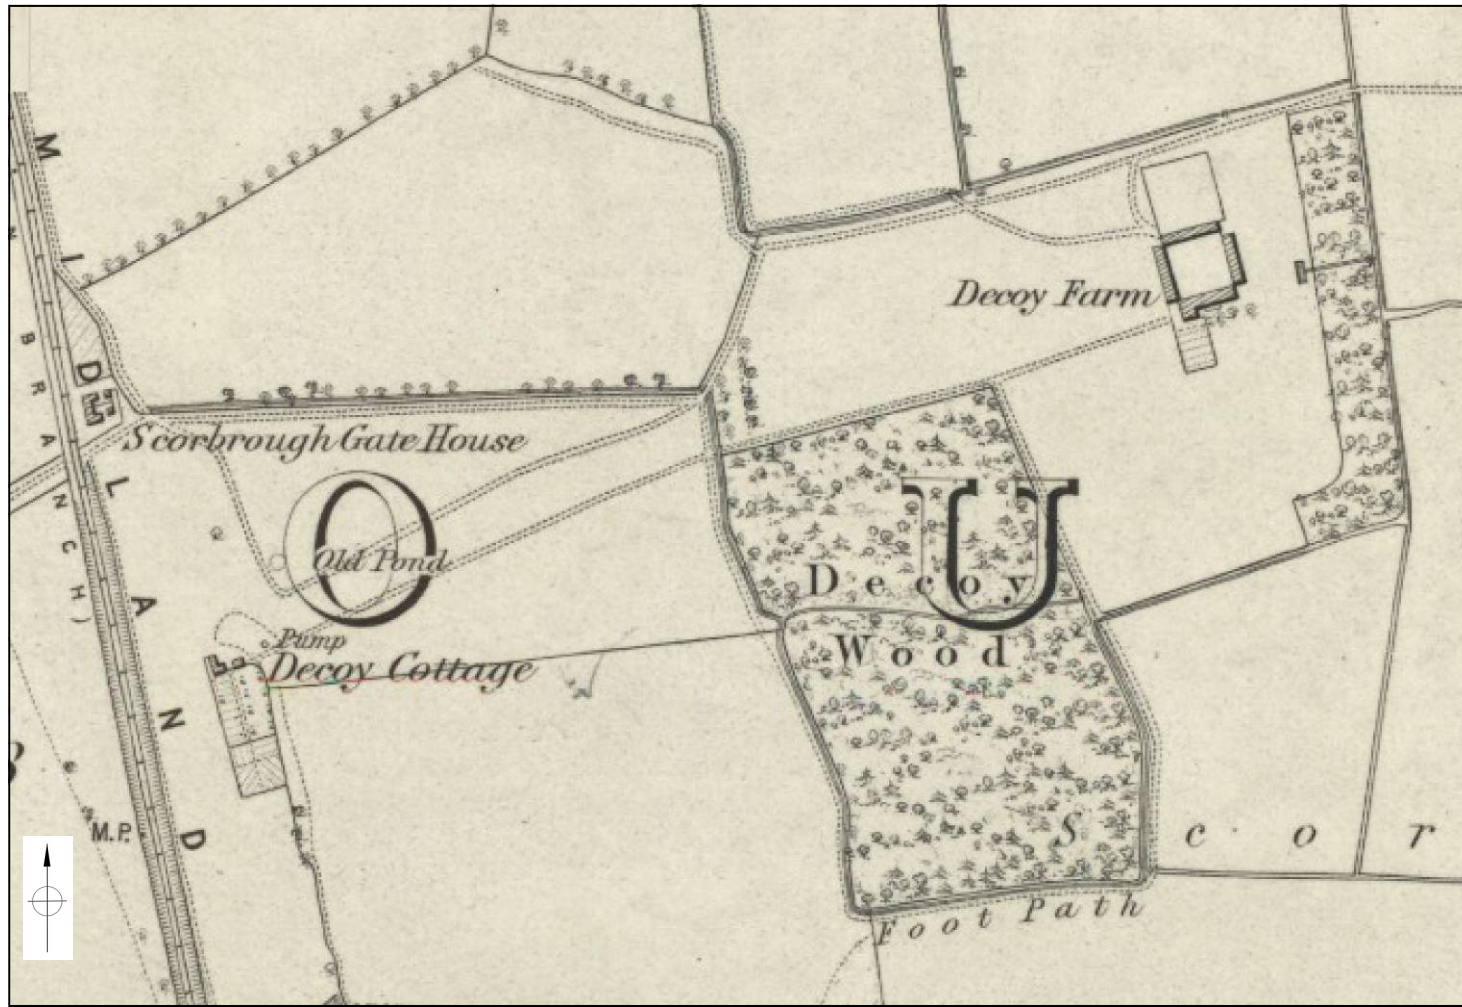 MIDLAND
(BRANCH)
Decoy Farm
Scorbrough Gate House
O
U
Old Pond
Decoy
Pump
Wood
Decoy Cottage
M.P.
Scor
Foot Path